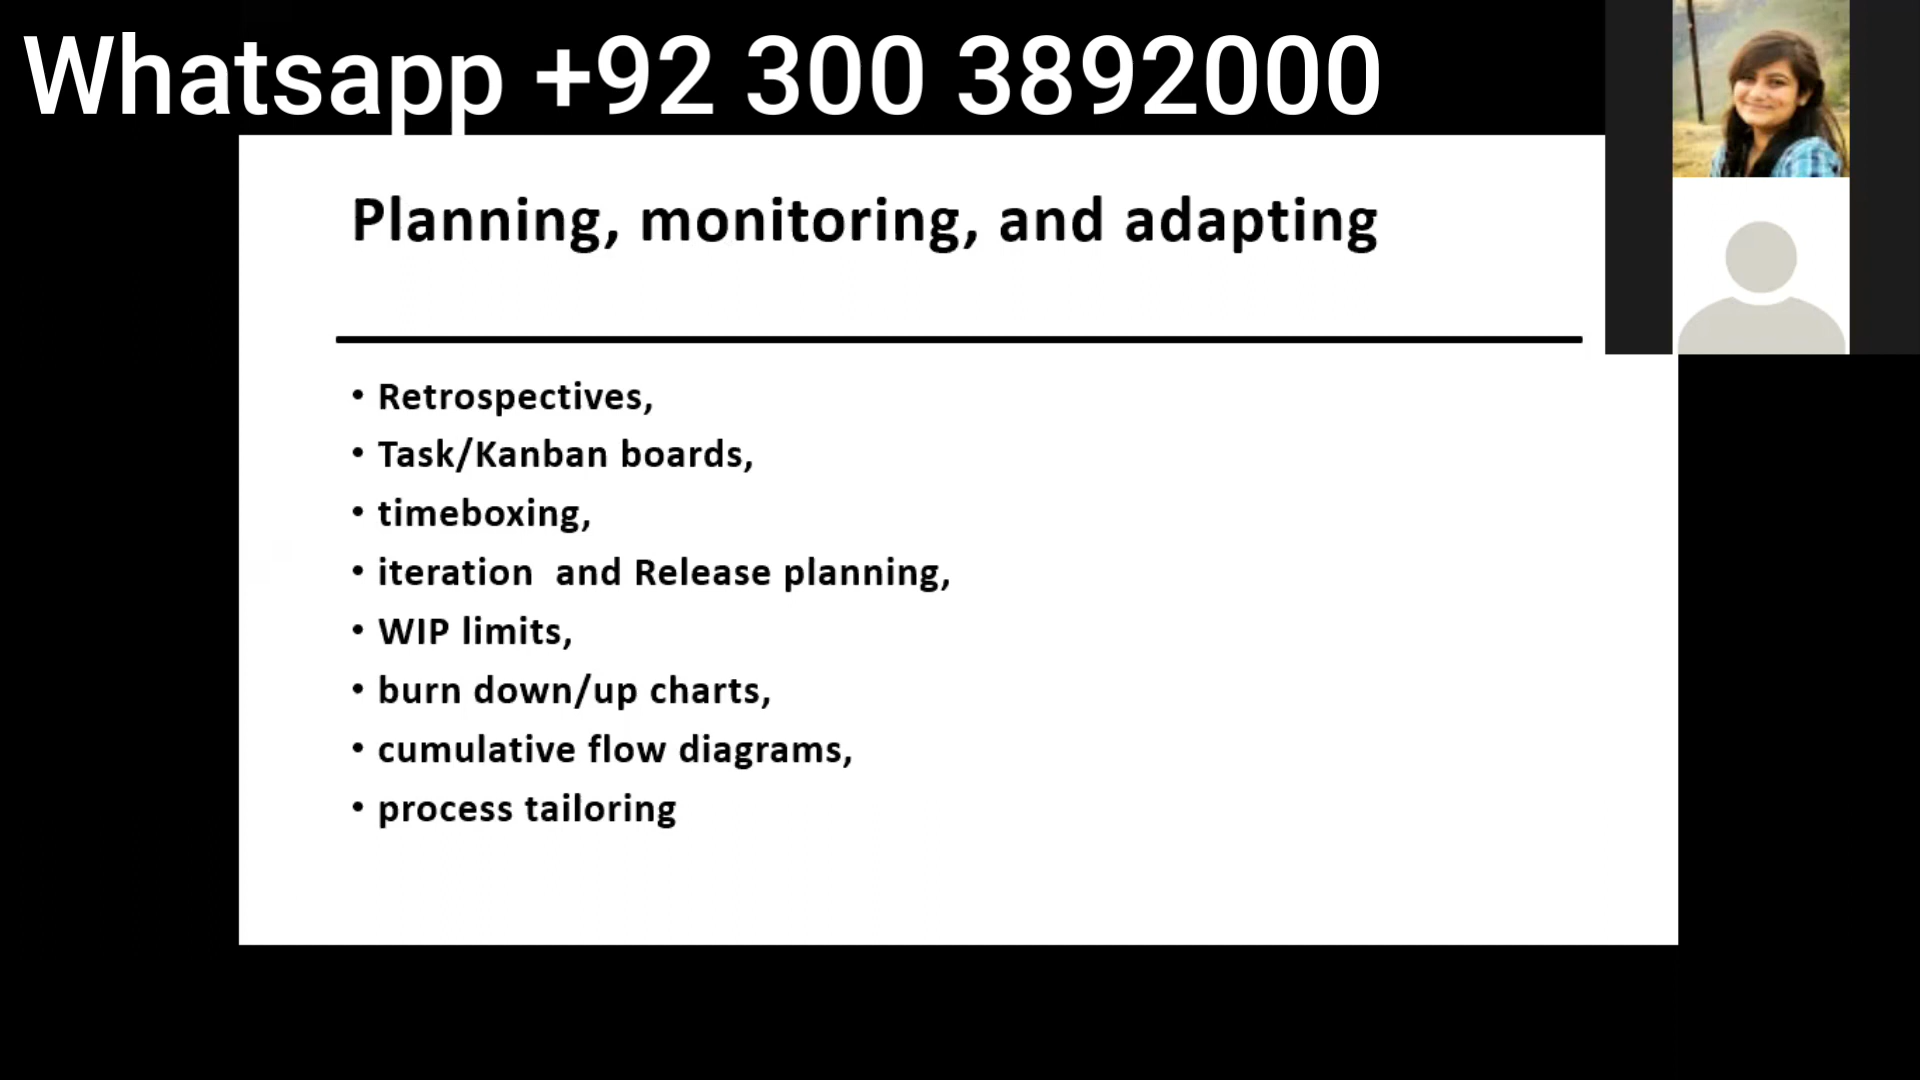 Whatsapp +92 300 3892000
Planning, monitoring, and adapting
• Retrospectives,
• Task/Kanban boards,
• timeboxing,
• iteration  and Release planning,
• WIP limits,
• burn down/up charts,
• cumulative flow diagrams,
• process tailoring